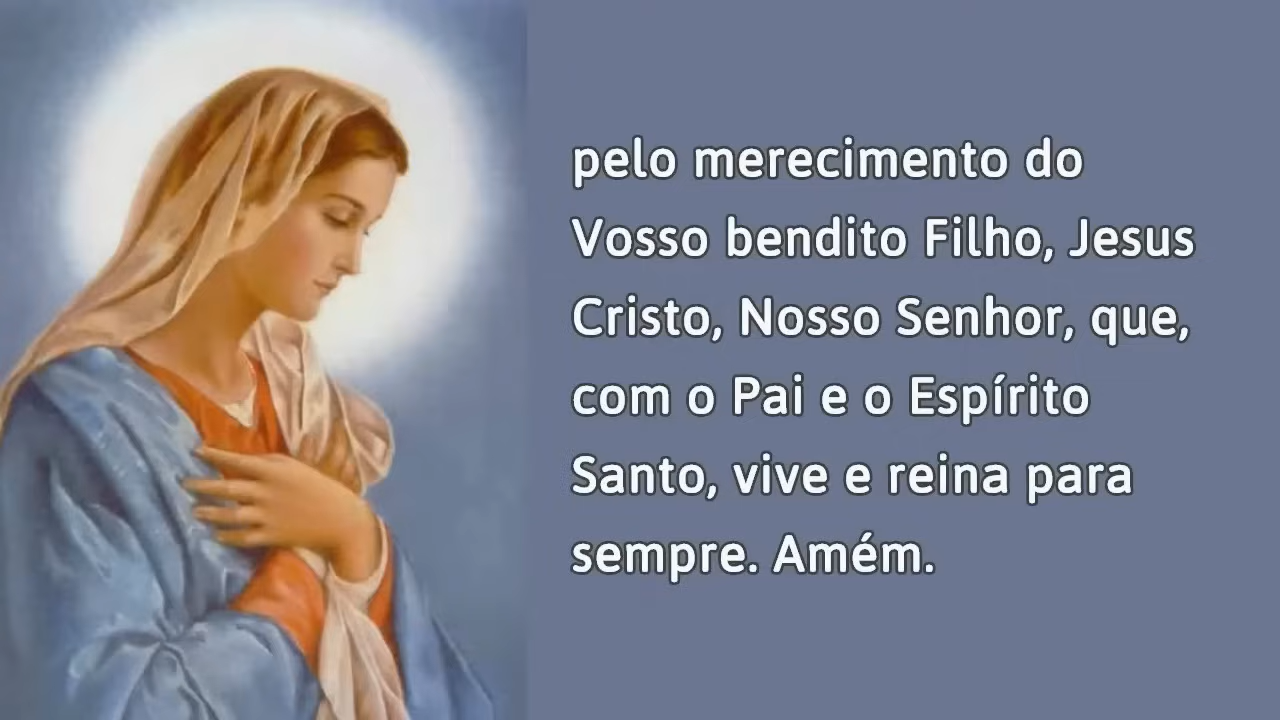 pelo merecimento do
Vosso bendito Filho, Jesus
Cristo, Nosso Senhor, que,
com o Pai e o Espírito
Santo, vive e reina para
sempre. Amém.